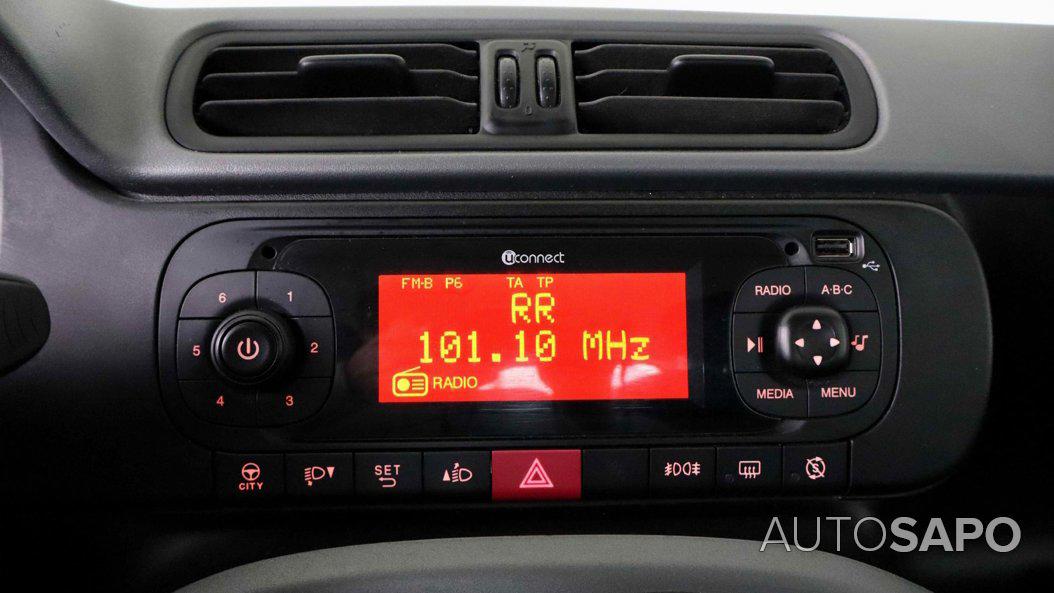 uconnect
FM-B P6 TA TP
RR
101.10 MHz
RADIO
6 1
5 2
4 3
RADIO A·B·C
MEDIA MENU
CITY
SET
AUTOSAPO